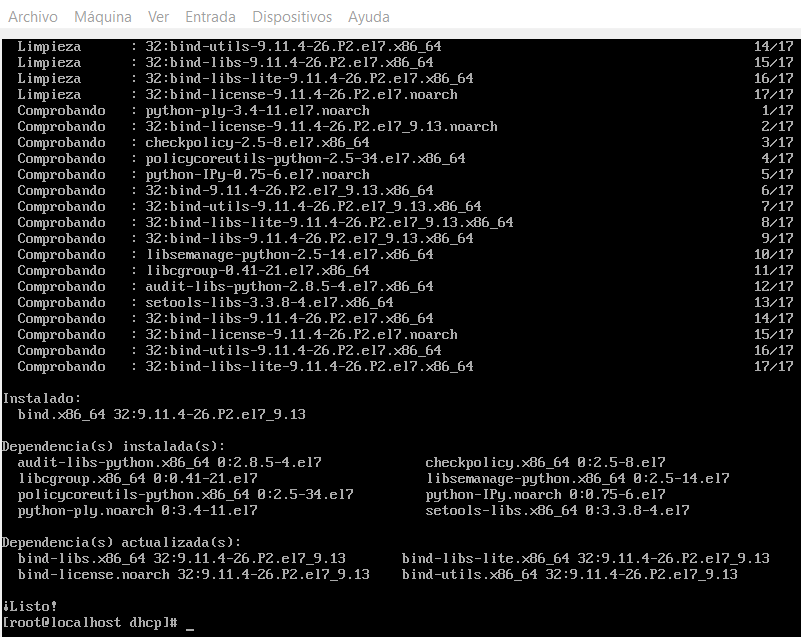 Archivo Máquina Ver Entrada Dispositivos Ayuda
Limpieza : 32:bind-utils-9.11.4-26.P2.el7.x86_64 14/17
Limpieza : 32:bind-libs-9.11.4-26.P2.el7.x86_64 15/17
Limpieza : 32:bind-libs-lite-9.11.4-26.P2.el7.x86_64 16/17
Limpieza : 32:bind-license-9.11.4-26.P2.el7.noarch 17/17
Comprobando : python-ply-3.4-11.el7.noarch 1/17
Comprobando : 32:bind-license-9.11.4-26.P2.el7_9.13.noarch 2/17
Comprobando : checkpolicy-2.5-8.el7.x86_64 3/17
Comprobando : policycoreutils-python-2.5-34.el7.x86_64 4/17
Comprobando : python-IPy-0.75-6.el7.noarch 5/17
Comprobando : 32:bind-9.11.4-26.P2.el7_9.13.x86_64 6/17
Comprobando : 32:bind-utils-9.11.4-26.P2.el7_9.13.x86_64 7/17
Comprobando : 32:bind-libs-lite-9.11.4-26.P2.el7_9.13.x86_64 8/17
Comprobando : 32:bind-libs-9.11.4-26.P2.el7_9.13.x86_64 9/17
Comprobando : libsemanage-python-2.5-14.el7.x86_64 10/17
Comprobando : libcgroup-0.41-21.el7.x86_64 11/17
Comprobando : audit-libs-python-2.8.5-4.el7.x86_64 12/17
Comprobando : setools-libs-3.3.8-4.el7.x86_64 13/17
Comprobando : 32:bind-libs-9.11.4-26.P2.el7.x86_64 14/17
Comprobando : 32:bind-license-9.11.4-26.P2.el7.noarch 15/17
Comprobando : 32:bind-utils-9.11.4-26.P2.el7.x86_64 16/17
Comprobando : 32:bind-libs-lite-9.11.4-26.P2.el7.x86_64 17/17
Instalado:
bind.x86_64 32:9.11.4-26.P2.el7_9.13
Dependencia(s) instalada(s):
audit-libs-python.x86_64 0:2.8.5-4.el7 checkpolicy.x86_64 0:2.5-8.el7
libcgroup.x86_64 0:0.41-21.el7 libsemanage-python.x86_64 0:2.5-14.el7
policycoreutils-python.x86_64 0:2.5-34.el7 python-IPy.noarch 0:0.75-6.el7
python-ply.noarch 0:3.4-11.el7 setools-libs.x86_64 0:3.3.8-4.el7
Dependencia(s) actualizada(s):
bind-libs.x86_64 32:9.11.4-26.P2.el7_9.13 bind-libs-lite.x86_64 32:9.11.4-26.P2.el7_9.13
bind-license.noarch 32:9.11.4-26.P2.el7_9.13 bind-utils.x86_64 32:9.11.4-26.P2.el7_9.13
¡Listo!
[root@localhost dhcp]# _